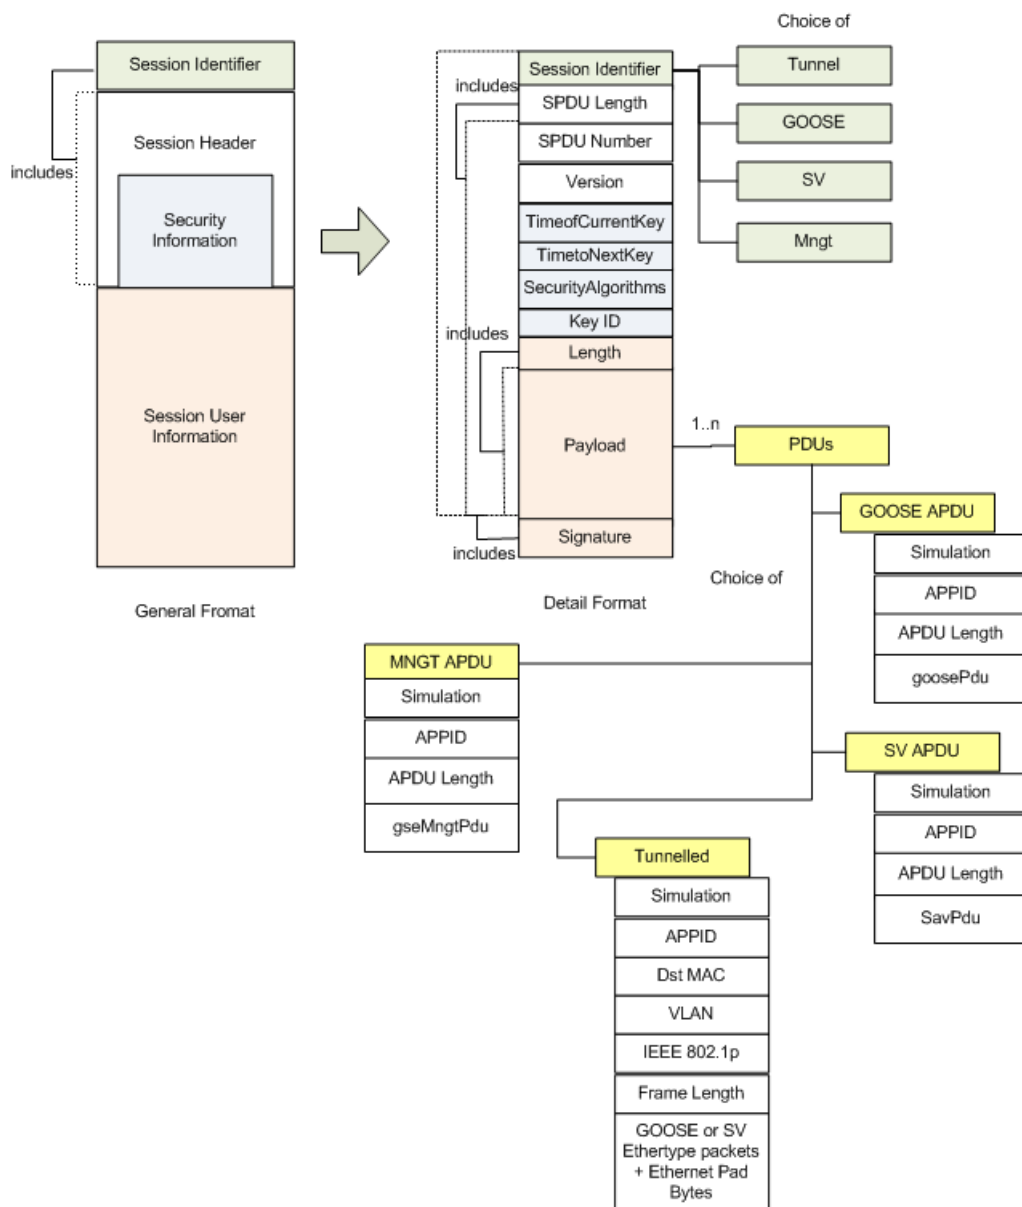 Choice of
Session Identifier
Session Header
includes
Security
Information
Session User
Information
General Fromat
Session Identifier
includes
SPDU Length
SPDU Number
Version
TimeofCurrentKey
TimetoNextKey
SecurityAlgorithms
Key ID
includes
Length
Payload
Signature
includes
Detail Format
Tunnel
GOOSE
SV
Mngt
1..n
PDUs
Choice of
GOOSE APDU
Simulation
APPID
APDU Length
goosePdu
MNGT APDU
Simulation
APPID
APDU Length
gseMngtPdu
SV APDU
Simulation
APPID
APDU Length
SavPdu
Tunnelled
Simulation
APPID
Dst MAC
VLAN
IEEE 802.1p
Frame Length
GOOSE or SV
Ethertype packets
+ Ethernet Pad
Bytes